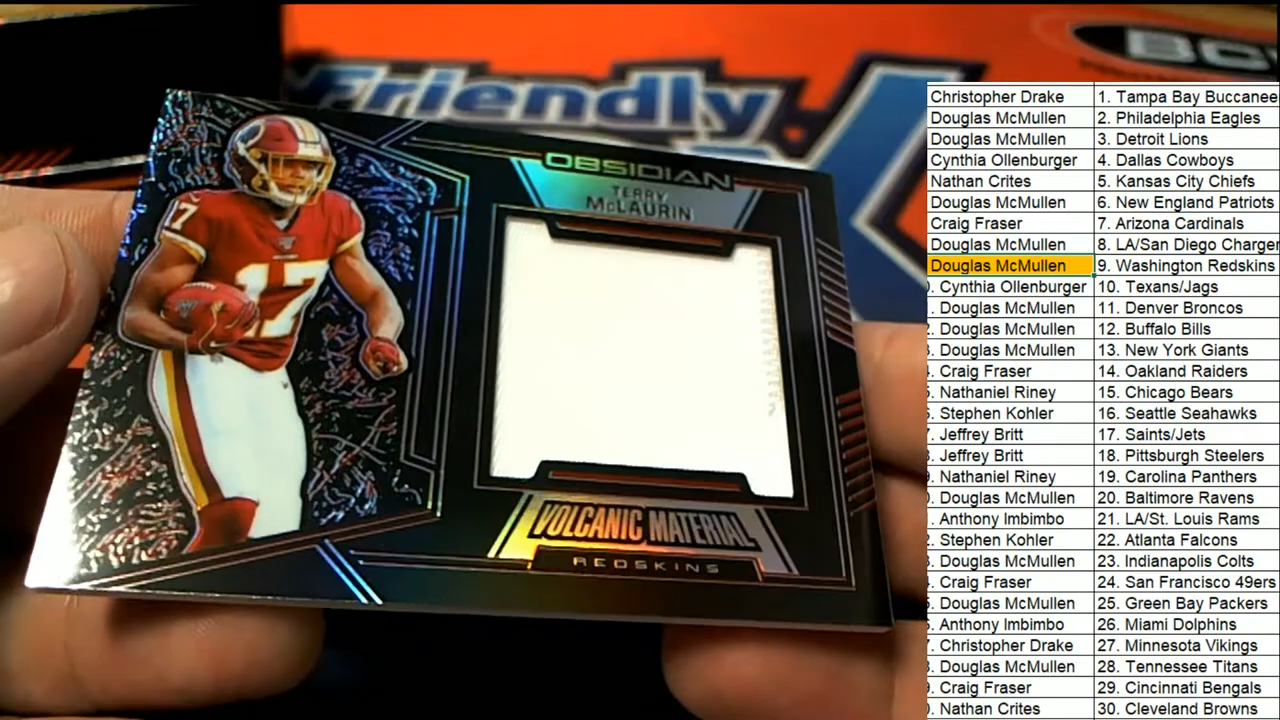 Friendly
BC
OBSIDIAN
TERRY
McLAURIN
17
17
VOLCANIC MATERIAL
REDSKINS
Christopher Drake 1. Tampa Bay Buccanee
Douglas McMullen 2. Philadelphia Eagles
Douglas McMullen 3. Detroit Lions
Cynthia Ollenburger 4. Dallas Cowboys
Nathan Crites 5. Kansas City Chiefs
Douglas McMullen 6. New England Patriots
Craig Fraser 7. Arizona Cardinals
Douglas McMullen 8. LA/San Diego Charger
Douglas McMullen 9. Washington Redskins
. Cynthia Ollenburger 10. Texans/Jags
. Douglas McMullen 11. Denver Broncos
. Douglas McMullen 12. Buffalo Bills
. Douglas McMullen 13. New York Giants
. Craig Fraser 14. Oakland Raiders
. Nathaniel Riney 15. Chicago Bears
. Stephen Kohler 16. Seattle Seahawks
. Jeffrey Britt 17. Saints/Jets
. Jeffrey Britt 18. Pittsburgh Steelers
. Nathaniel Riney 19. Carolina Panthers
. Douglas McMullen 20. Baltimore Ravens
. Anthony Imbimbo 21. LA/St. Louis Rams
. Stephen Kohler 22. Atlanta Falcons
. Douglas McMullen 23. Indianapolis Colts
. Craig Fraser 24. San Francisco 49ers
. Douglas McMullen 25. Green Bay Packers
. Anthony Imbimbo 26. Miami Dolphins
. Christopher Drake 27. Minnesota Vikings
. Douglas McMullen 28. Tennessee Titans
. Craig Fraser 29. Cincinnati Bengals
. Nathan Crites 30. Cleveland Browns